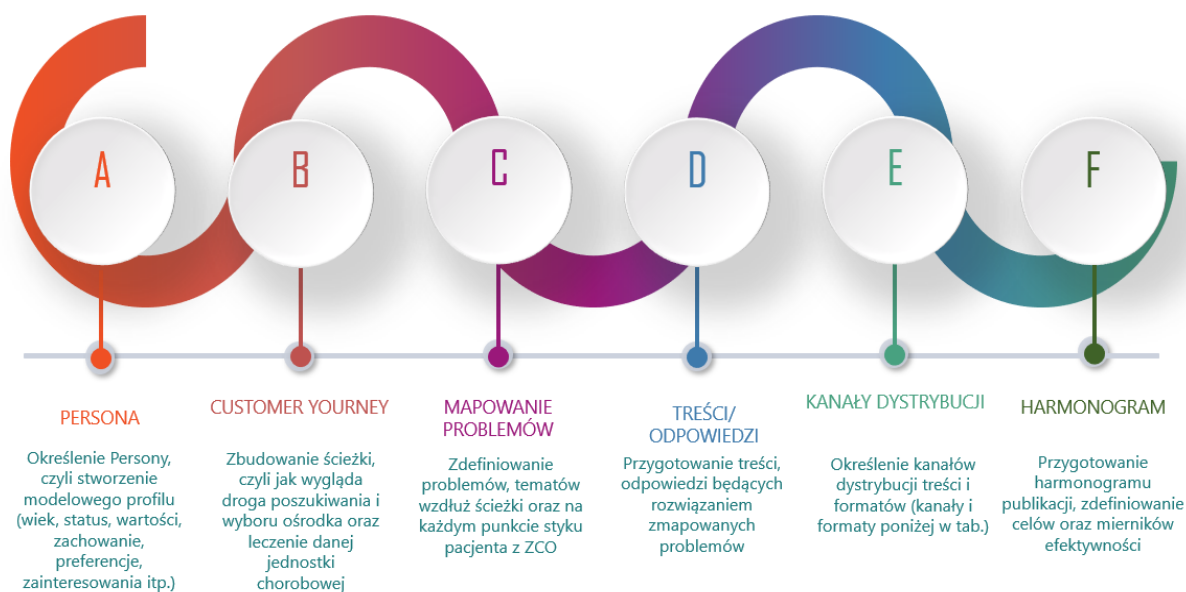 A
B
C
D
E
F
PERSONA
Określenie Persony,
czyli stworzenie
modelowego profilu
(wiek, status, wartości,
zachowanie,
preferencje,
zainteresowania itp.)
CUSTOMER YOURNEY
Zbudowanie ścieżki,
czyli jak wygląda
droga poszukiwania i
wyboru ośrodka oraz
leczenie danej
jednostki
chorobowej
MAPOWANIE
PROBLEMÓW
Zdefiniowanie
problemów, tematów
wzdłuż ścieżki oraz na
każdym punkcie styku
pacjenta z ZCO
TREŚCI/
ODPOWIEDZI
Przygotowanie treści,
odpowiedzi będących
rozwiązaniem
zmapowanych
problemów
KANAŁY DYSTRYBUCJI
Określenie kanałów
dystrybucji treści i
formatów (kanały i
formaty poniżej w tab.)
HARMONOGRAM
Przygotowanie
harmonogramu
publikacji, zdefiniowanie
celów oraz mierników
efektywności